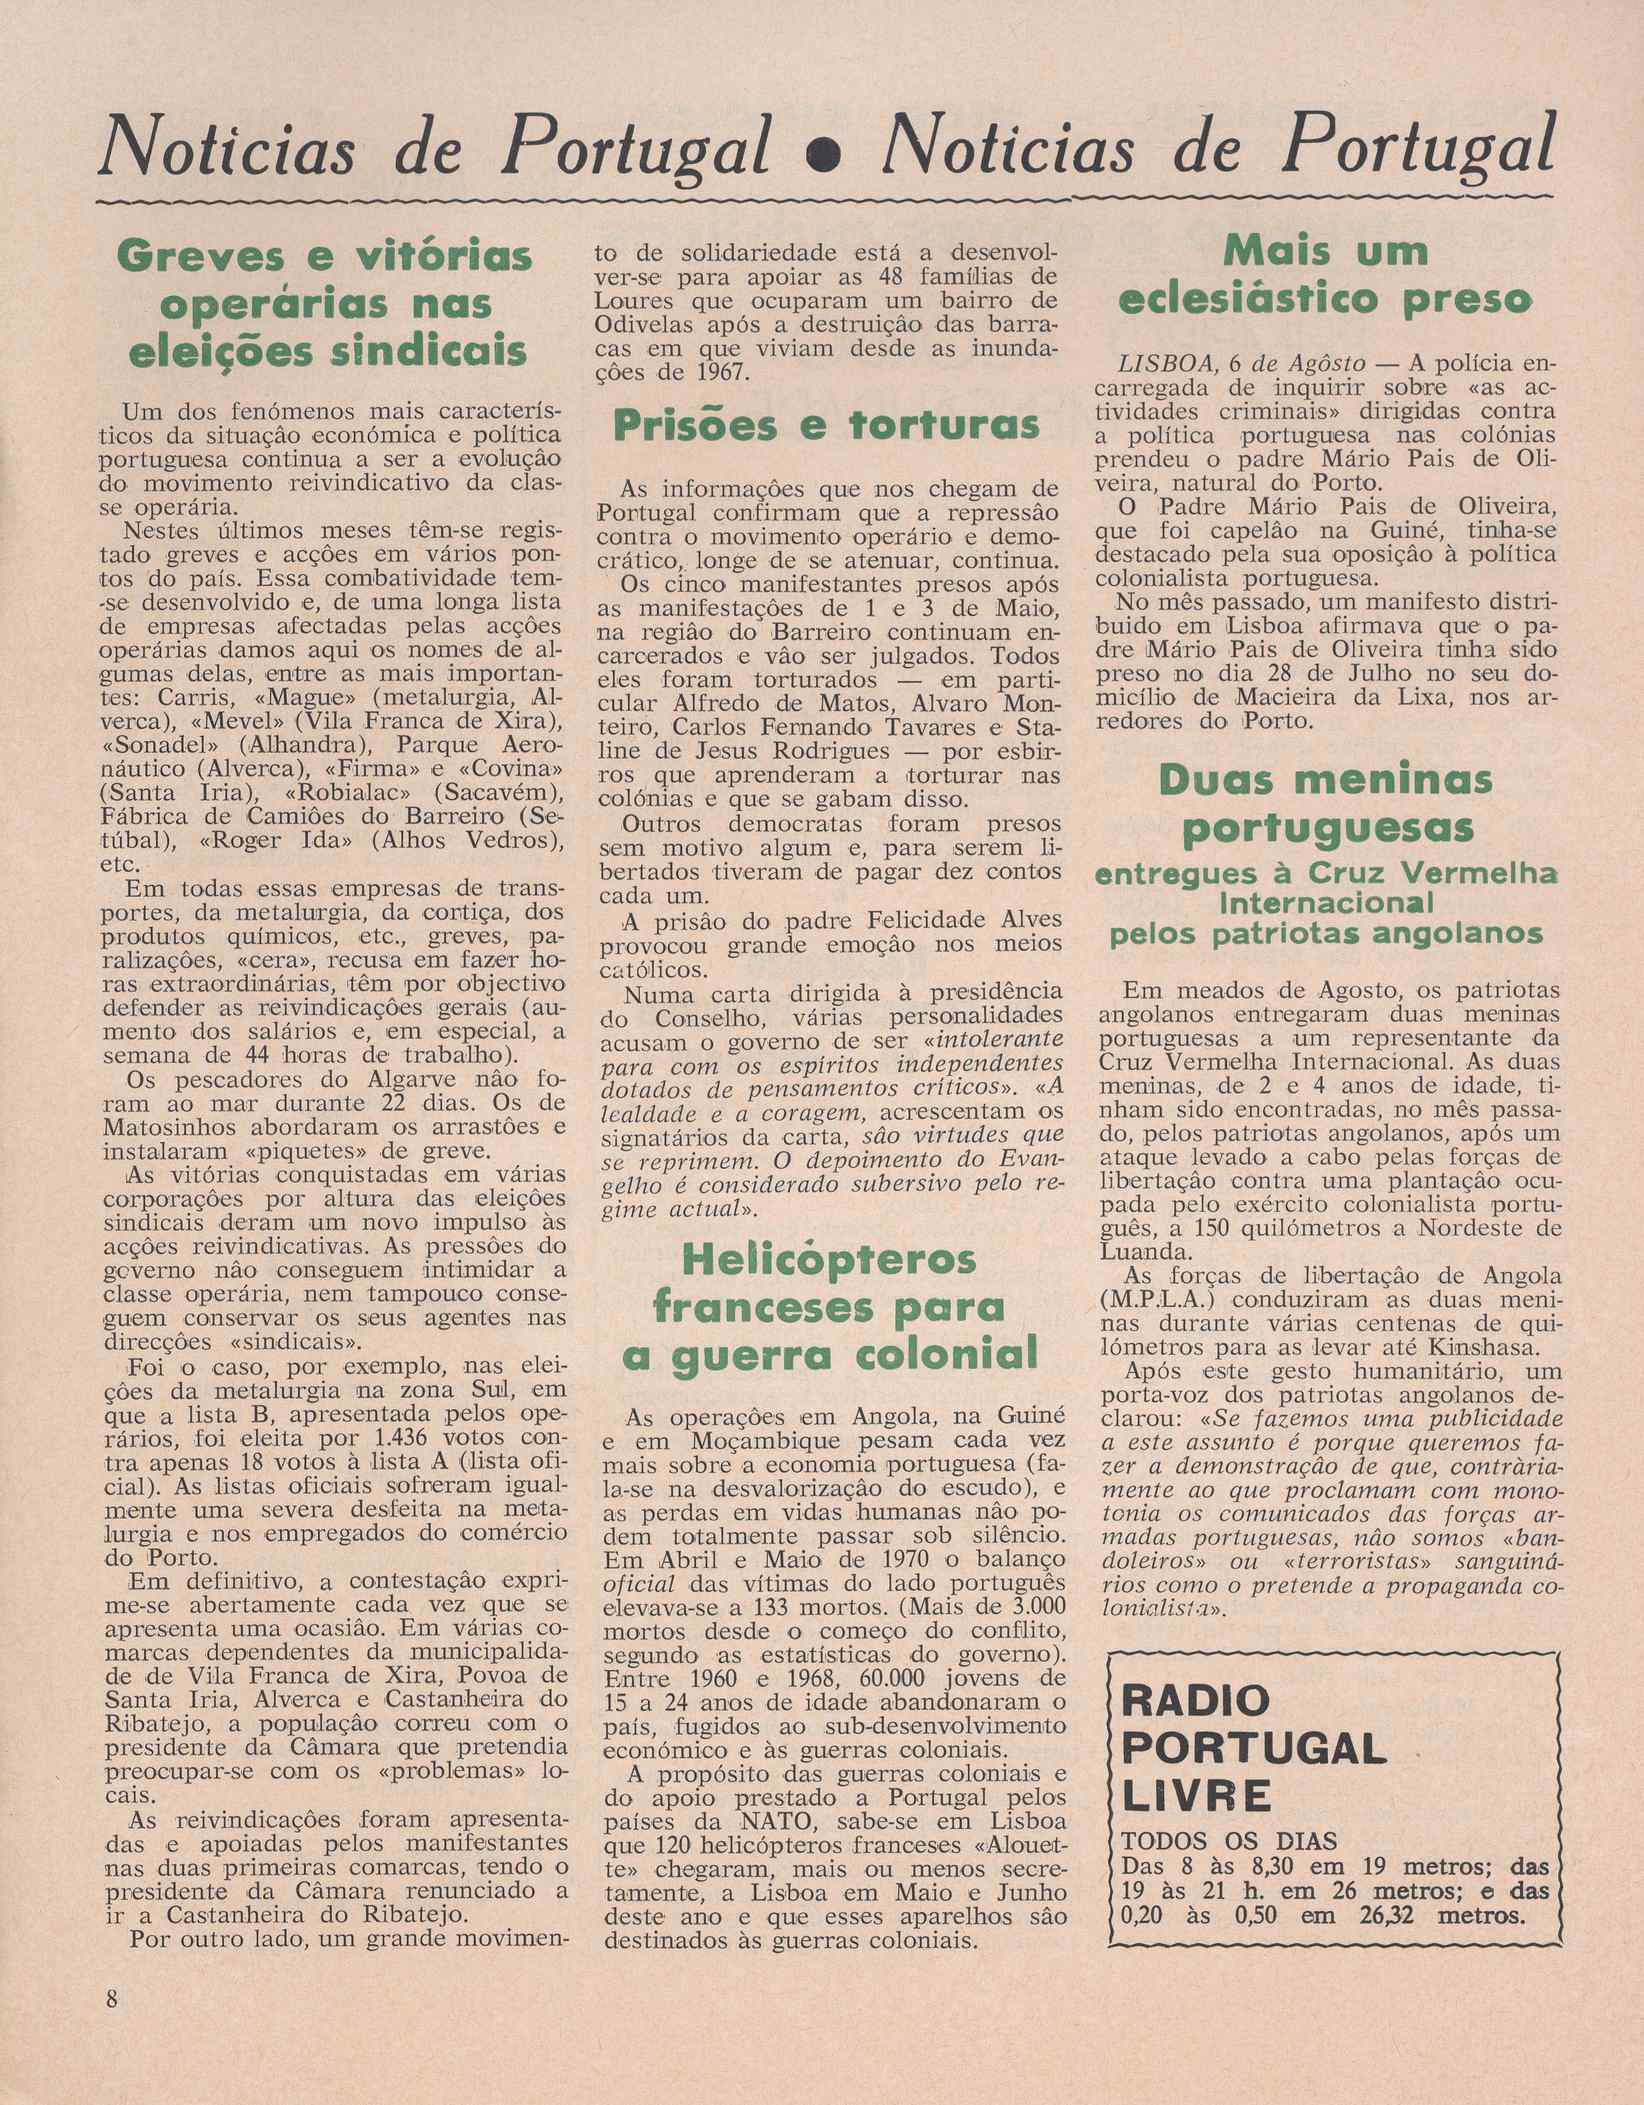 Noticias de Portugal ● Noticias de Portugal
Greves e vitórias
operárias nas
eleições sindicais
Um dos fenómenos mais caracterís-
ticos da situação económica e política
portuguesa continua a ser a evolução
do movimento reivindicativo da clas-
se operária.
Nestes últimos meses têm-se regis-
tado greves e acções em vários pon-
tos do país. Essa combatividade tem-
-se desenvolvido e, de uma longa lista
de empresas afectadas pelas acções
operárias damos aqui os nomes de al-
gumas delas, entre as mais importan-
tes: Carris, «Mague» (metalurgia, Al-
verca), «Mevel» (Vila Franca de Xira),
«Sonadel» (Alhandra), Parque Aero-
náutico (Alverca), «Firma» e «Covina»
(Santa Iria), «Robialac» (Sacavém),
Fábrica de Camiões do Barreiro (Se-
túbal), «Roger Ida» (Alhos Vedros),
etc.
Em todas essas empresas de trans-
portes, da metalurgia, da cortiça, dos
produtos químicos, etc., greves, pa-
ralizações, «cera», recusa em fazer ho-
ras extraordinárias, têm por objectivo
defender as reivindicações gerais (au-
mento dos salários e, em especial, a
semana de 44 horas de trabalho).
Os pescadores do Algarve não fo-
ram ao mar durante 22 dias. Os de
Matosinhos abordaram os arrastões e
instalaram «piquetes» de greve.
As vitórias conquistadas em várias
corporações por altura das eleições
sindicais deram um novo impulso às
acções reivindicativas. As pressões do
governo não conseguem intimidar a
classe operária, nem tampouco conse-
guem conservar os seus agentes nas
direcções «sindicais».
Foi o caso, por exemplo, nas elei-
ções da metalurgia na zona Sul, em
que a lista B, apresentada pelos ope-
rários, foi eleita por 1.436 votos con-
tra apenas 18 votos à lista A (lista ofi-
cial). As listas oficiais sofreram igual-
mente uma severa desfeita na meta-
lurgia e nos empregados do comércio
do Porto.
Em definitivo, a contestação expri-
me-se abertamente cada vez que se
apresenta uma ocasião. Em várias co-
marcas dependentes da municipalida-
de de Vila Franca de Xira, Povoa de
Santa Iria, Alverca e Castanheira do
Ribatejo, a população correu com o
presidente da Câmara que pretendia
preocupar-se com os «problemas» lo-
cais.
As reivindicações foram apresenta-
das e apoiadas pelos manifestantes
nas duas primeiras comarcas, tendo o
presidente da Câmara renunciado a
ir a Castanheira do Ribatejo.
Por outro lado, um grande movimen-
to de solidariedade está a desenvol-
ver-se para apoiar as 48 famílias de
Loures que ocuparam um bairro de
Odivelas após a destruição das barra-
cas em que viviam desde as inunda-
ções de 1967.
Prisões e torturas
As informações que nos chegam de
Portugal confirmam que a repressão
contra o movimento operário e demo-
crático, longe de se atenuar, continua.
Os cinco manifestantes presos após
as manifestações de 1 e 3 de Maio,
na região do Barreiro continuam en-
carcerados e vão ser julgados. Todos
eles foram torturados — em parti-
cular Alfredo de Matos, Alvaro Mon-
teiro, Carlos Fernando Tavares e Sta-
line de Jesus Rodrigues — por esbir-
ros que aprenderam a torturar nas
colónias e que se gabam disso.
Outros democratas foram presos
sem motivo algum e, para serem li-
bertados tiveram de pagar dez contos
cada um.
A prisão do padre Felicidade Alves
provocou grande emoção nos meios
católicos.
Numa carta dirigida à presidência
do Conselho, várias personalidades
acusam o governo de ser «intolerante
para com os espíritos independentes
dotados de pensamentos críticos». «A
lealdade e a coragem, acrescentam os
signatários da carta, são virtudes que
se reprimem. O depoimento do Evan-
gelho é considerado subersivo pelo re-
gime actual».
Helicópteros
franceses para
a guerra colonial
As operações em Angola, na Guiné
e em Moçambique pesam cada vez
mais sobre a economia portuguesa (fa-
la-se na desvalorização do escudo), e
as perdas em vidas humanas não po-
dem totalmente passar sob silêncio.
Em Abril e Maio de 1970 o balanço
oficial das vítimas do lado português
elevava-se a 133 mortos. (Mais de 3.000
mortos desde o começo do conflito,
segundo as estatísticas do governo).
Entre 1960 e 1968, 60.000 jovens de
15 a 24 anos de idade abandonaram o
país, fugidos ao sub-desenvolvimento
económico e às guerras coloniais.
A propósito das guerras coloniais e
do apoio prestado a Portugal pelos
países da NATO, sabe-se em Lisboa
que 120 helicópteros franceses «Alouet-
te» chegaram, mais ou menos secre-
tamente, a Lisboa em Maio e Junho
deste ano e que esses aparelhos são
destinados às guerras coloniais.
Mais um
eclesiástico preso
LISBOA, 6 de Agôsto — A polícia en-
carregada de inquirir sobre «as ac-
tividades criminais» dirigidas contra
a política portuguesa nas colónias
prendeu o padre Mário Pais de Oli-
veira, natural do Porto.
O Padre Mário Pais de Oliveira,
que foi capelão na Guiné, tinha-se
destacado pela sua oposição à política
colonialista portuguesa.
No mês passado, um manifesto distri-
buido em Lisboa afirmava que o pa-
dre Mário Pais de Oliveira tinha sido
preso no dia 28 de Julho no seu do-
micílio de Macieira da Lixa, nos ar-
redores do Porto.
Duas meninas
portuguesas
entregues à Cruz Vermelha
Internacional
pelos patriotas angolanos
Em meados de Agosto, os patriotas
angolanos entregaram duas meninas
portuguesas a um representante da
Cruz Vermelha Internacional. As duas
meninas, de 2 e 4 anos de idade, ti-
nham sido encontradas, no mês passa-
do, pelos patriotas angolanos, após um
ataque levado a cabo pelas forças de
libertação contra uma plantação ocu-
pada pelo exército colonialista portu-
guês, a 150 quilómetros a Nordeste de
Luanda.
As forças de libertação de Angola
(M.P.L.A.) conduziram as duas meni-
nas durante várias centenas de qui-
lómetros para as levar até Kinshasa.
Após este gesto humanitário, um
porta-voz dos patriotas angolanos de-
clarou: «Se fazemos uma publicidade
a este assunto é porque queremos fa-
zer a demonstração de que, contrària-
mente ao que proclamam com mono-
tonia os comunicados das forças ar-
madas portuguesas, não somos «ban-
doleiros» ou «terroristas» sanguiná-
rios como o pretende a propaganda co-
lonialista».
RADIO
PORTUGAL
LIVRE
TODOS OS DIAS
Das 8 às 8,30 em 19 metros; das
19 às 21 h. em 26 metros; e das
0,20 às 0,50 em 26,32 metros.
8